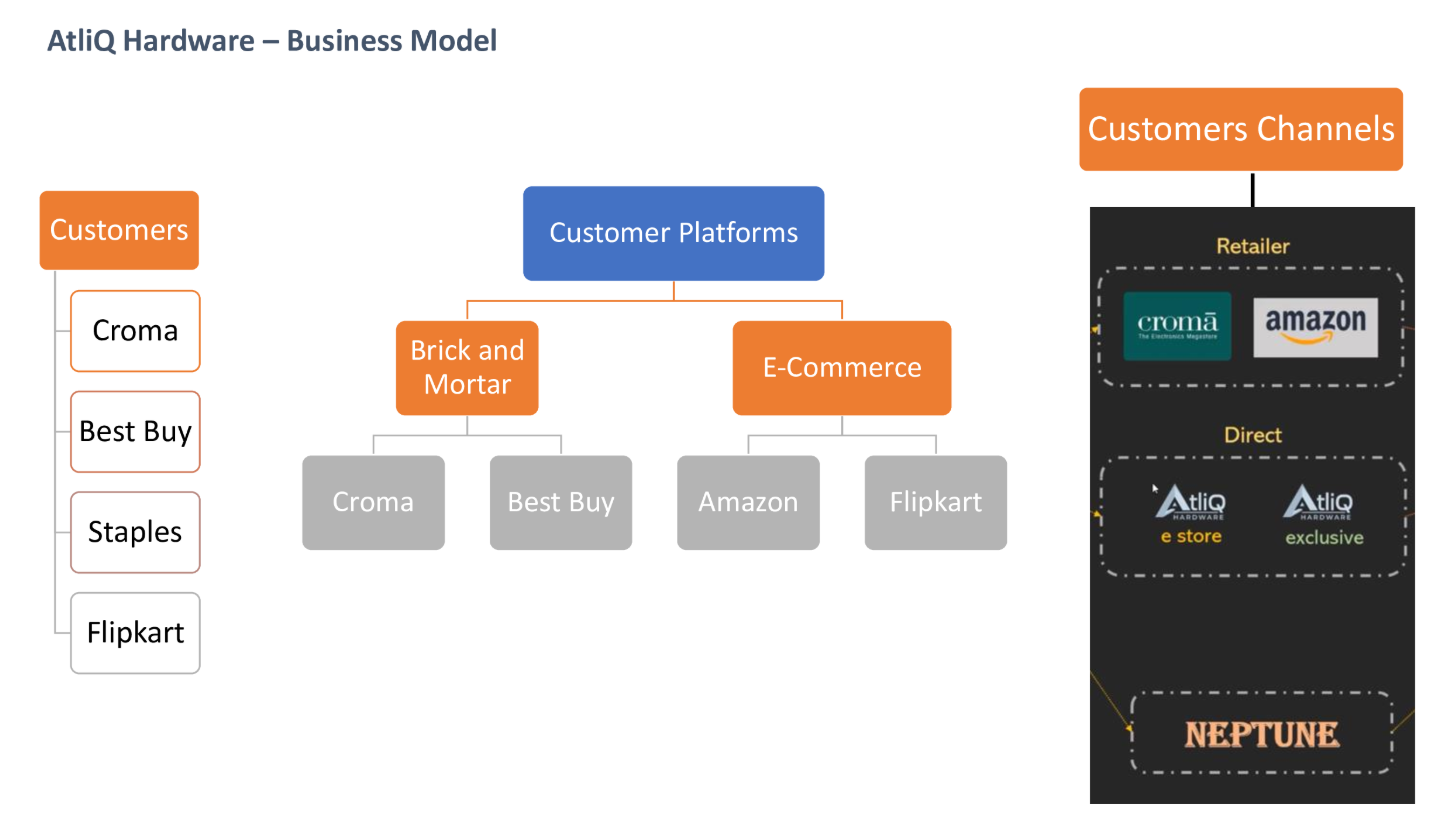 AtliQ Hardware – Business Model
Customers
Croma
Best Buy
Staples
Flipkart
Customer Platforms
Brick and
Mortar
E-Commerce
Croma
Best Buy
Amazon
Flipkart
Customers Channels
Retailer
cromā
The Electronics Megastore
amazon
Direct
AtliQ
HARDWARE
e store
AtliQ
HARDWARE
exclusive
NEPTUNE